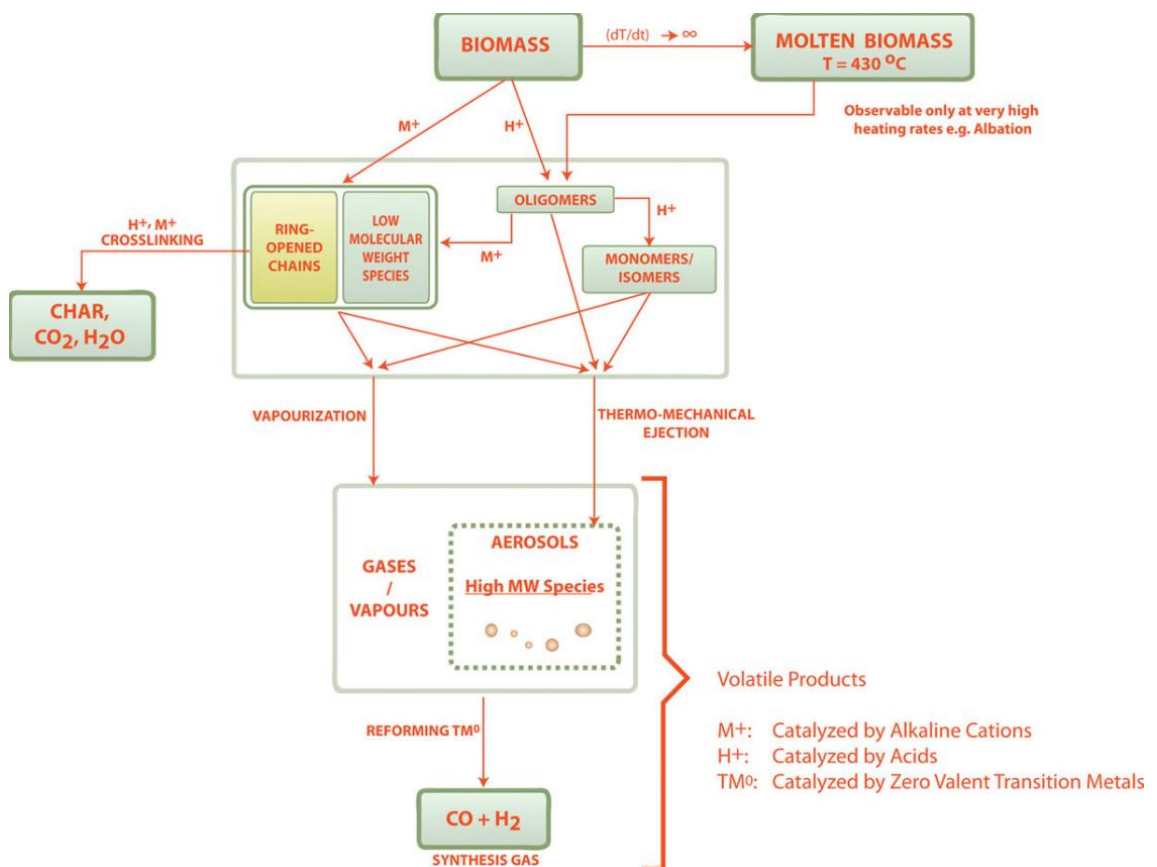 BIOMASS
(dT/dt) → ∞
MOLTEN BIOMASS
T = 430 ⁰C
Observable only at very high
heating rates e.g. Albation
M+
H+
OLIGOMERS
H+
H+, M+
CROSSLINKING
RING-
OPENED
CHAINS
LOW
MOLECULAR
WEIGHT
SPECIES
M+
MONOMERS/
ISOMERS
CHAR,
CO₂, H₂O
VAPOURIZATION
THERMO-MECHANICAL
EJECTION
GASES
/
VAPOURS
AEROSOLS
High MW Species
Volatile Products
M+: Catalyzed by Alkaline Cations
H+: Catalyzed by Acids
TM⁰: Catalyzed by Zero Valent Transition Metals
REFORMING TM⁰
CO + H₂
SYNTHESIS GAS